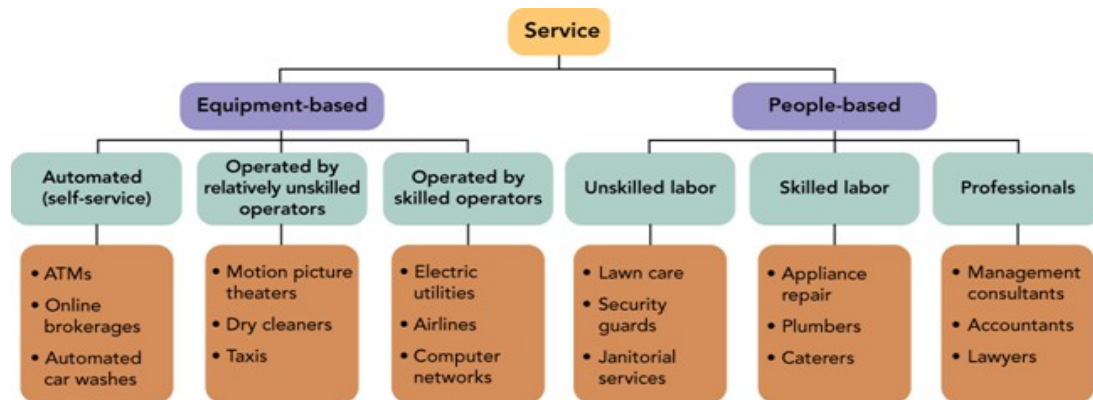 Service
Equipment-based
People-based
Automated
(self-service)
Operated by
relatively unskilled
operators
Operated by
skilled operators
Unskilled labor
Skilled labor
Professionals
• ATMs
• Online
brokerages
• Automated
car washes
• Motion picture
theaters
• Dry cleaners
• Taxis
• Electric
utilities
• Airlines
• Computer
networks
• Lawn care
• Security
guards
• Janitorial
services
• Appliance
repair
• Plumbers
• Caterers
• Management
consultants
• Accountants
• Lawyers